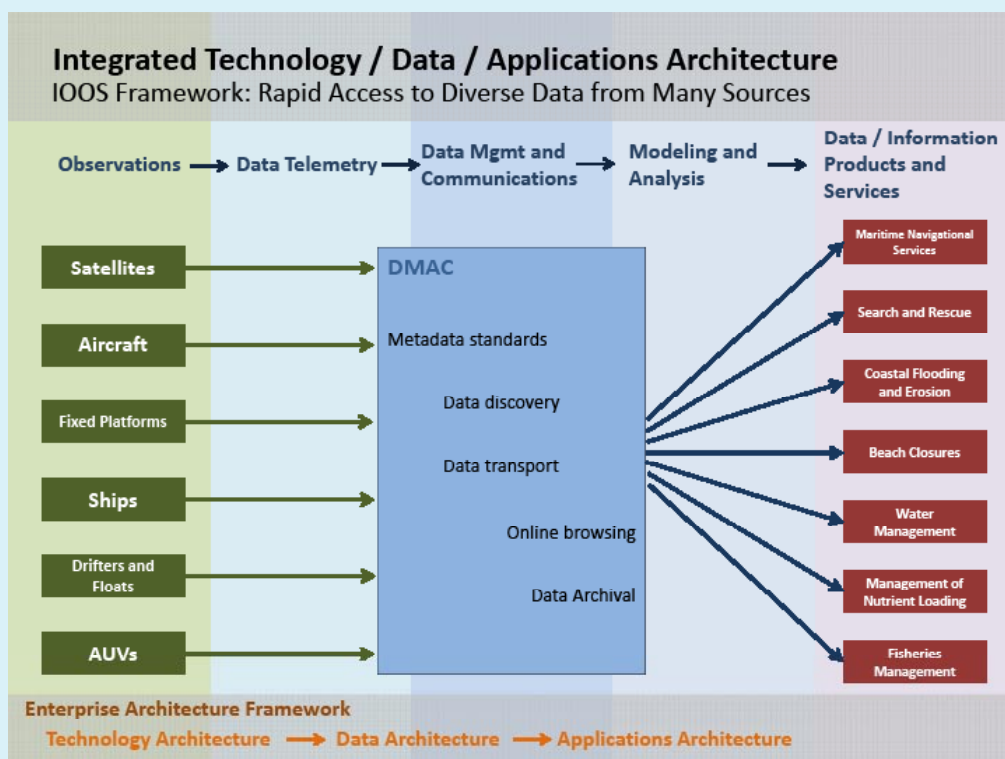 Integrated Technology / Data / Applications Architecture
IOOS Framework: Rapid Access to Diverse Data from Many Sources
Observations
Data Telemetry
Data Mgmt and
Communications
Modeling and
Analysis
Data / Information
Products and
Services
Satellites
Aircraft
Fixed Platforms
Ships
Drifters and
Floats
AUVs
DMAC
Metadata standards
Data discovery
Data transport
Online browsing
Data Archival
Maritime Navigational
Services
Search and Rescue
Coastal Flooding
and Erosion
Beach Closures
Water
Management
Management of
Nutrient Loading
Fisheries
Management
Enterprise Architecture Framework
Technology Architecture
Data Architecture
Applications Architecture